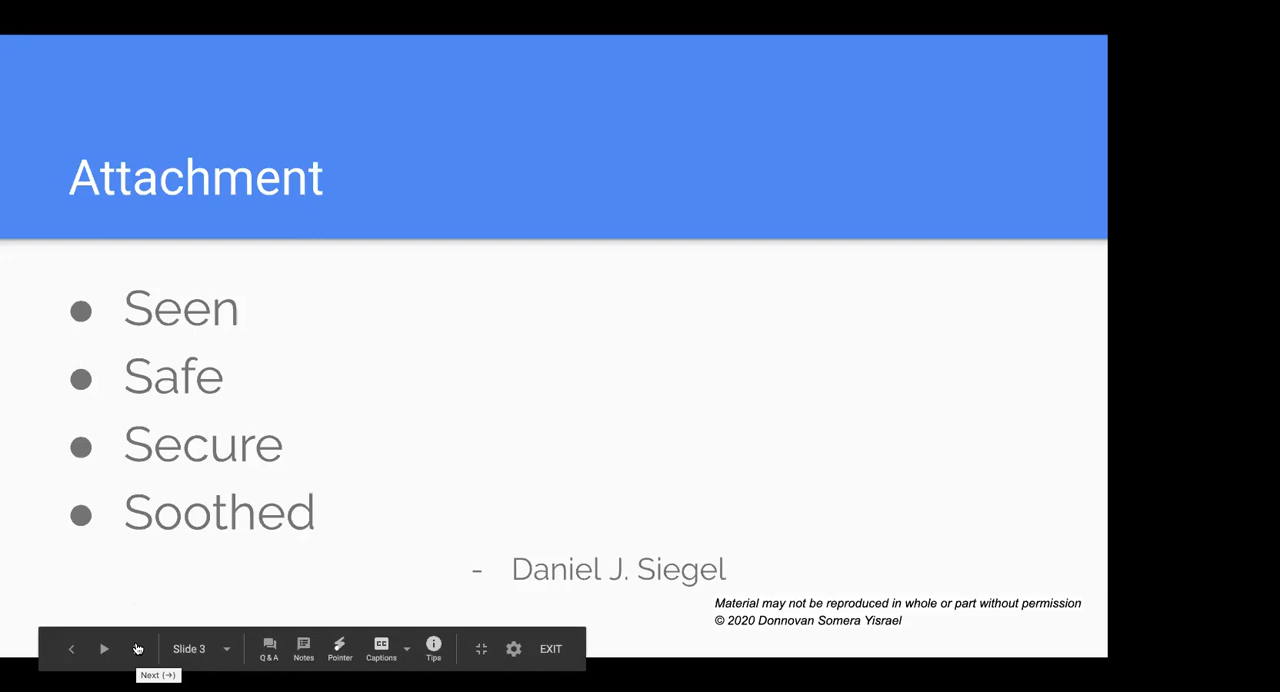 Attachment
● Seen
● Safe
● Secure
● Soothed
- Daniel J. Siegel
Material may not be reproduced in whole or part without permission
© 2020 Donnovan Somera Yisrael
Slide 3
Q & A Notes Pointer Captions Tips
EXIT
Next (→)